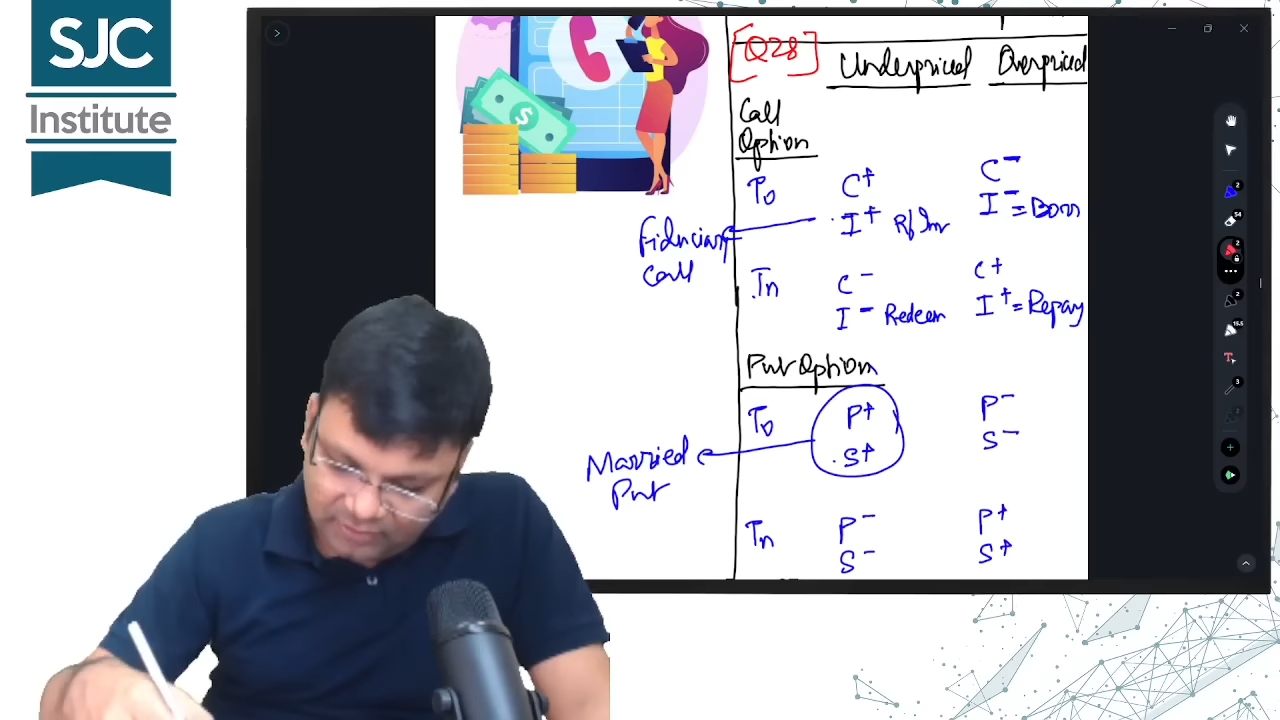 SJC
Institute
[Q28]
Underpriced Overpriced
Call
Option
T0 C+ C-
I+ Rf Inv I- = Borr
Fiduciary
Call
Tn C- C+
I- Redeem I+ = Repay
Put Option
T0 P+ P-
S+ S-
Married
Put
Tn P- P+
S- S+